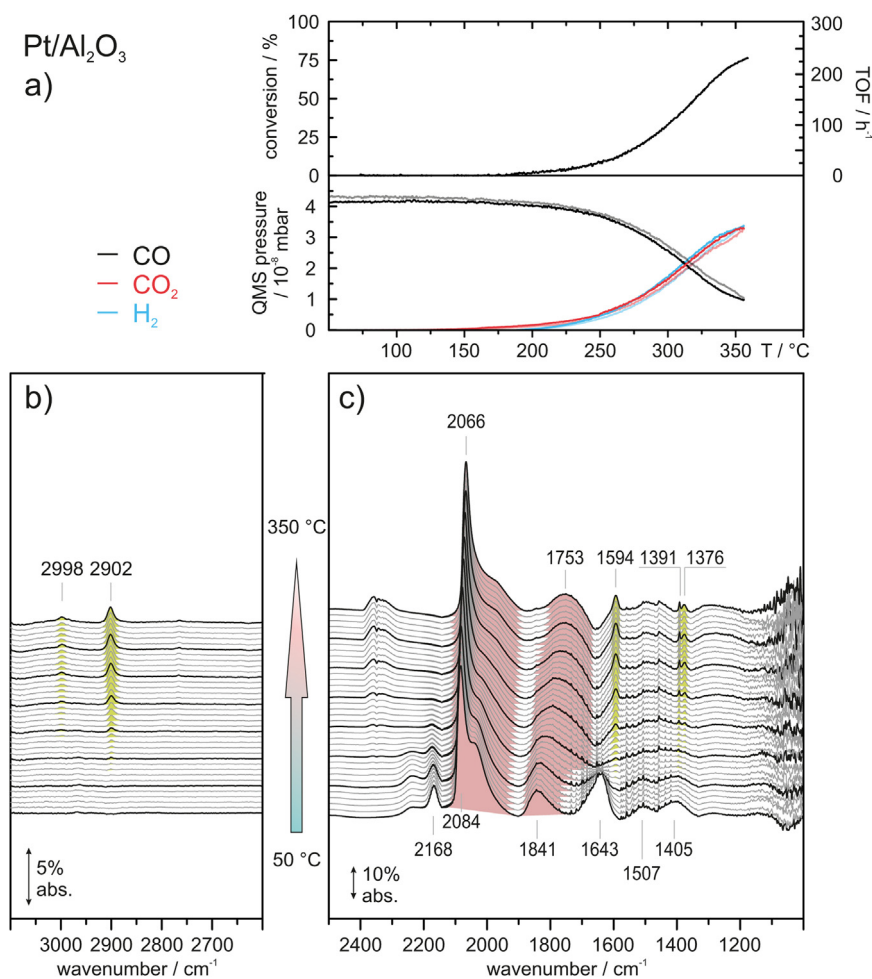 Pt/Al₂O₃
a)
conversion / %
100
75
50
25
0
TOF / h⁻¹
300
200
100
0
QMS pressure
/ 10⁻⁸ mbar
4
3
2
1
0
CO
CO₂
H₂
100
150
200
250
300
350
T / °C
b)
2998
2902
5%
abs.
3000
2900
2800
2700
wavenumber / cm⁻¹
350 °C
50 °C
c)
2066
1753
1594
1391
1376
2084
2168
1841
1643
1405
1507
10%
abs.
2400
2200
2000
1800
1600
1400
1200
wavenumber / cm⁻¹